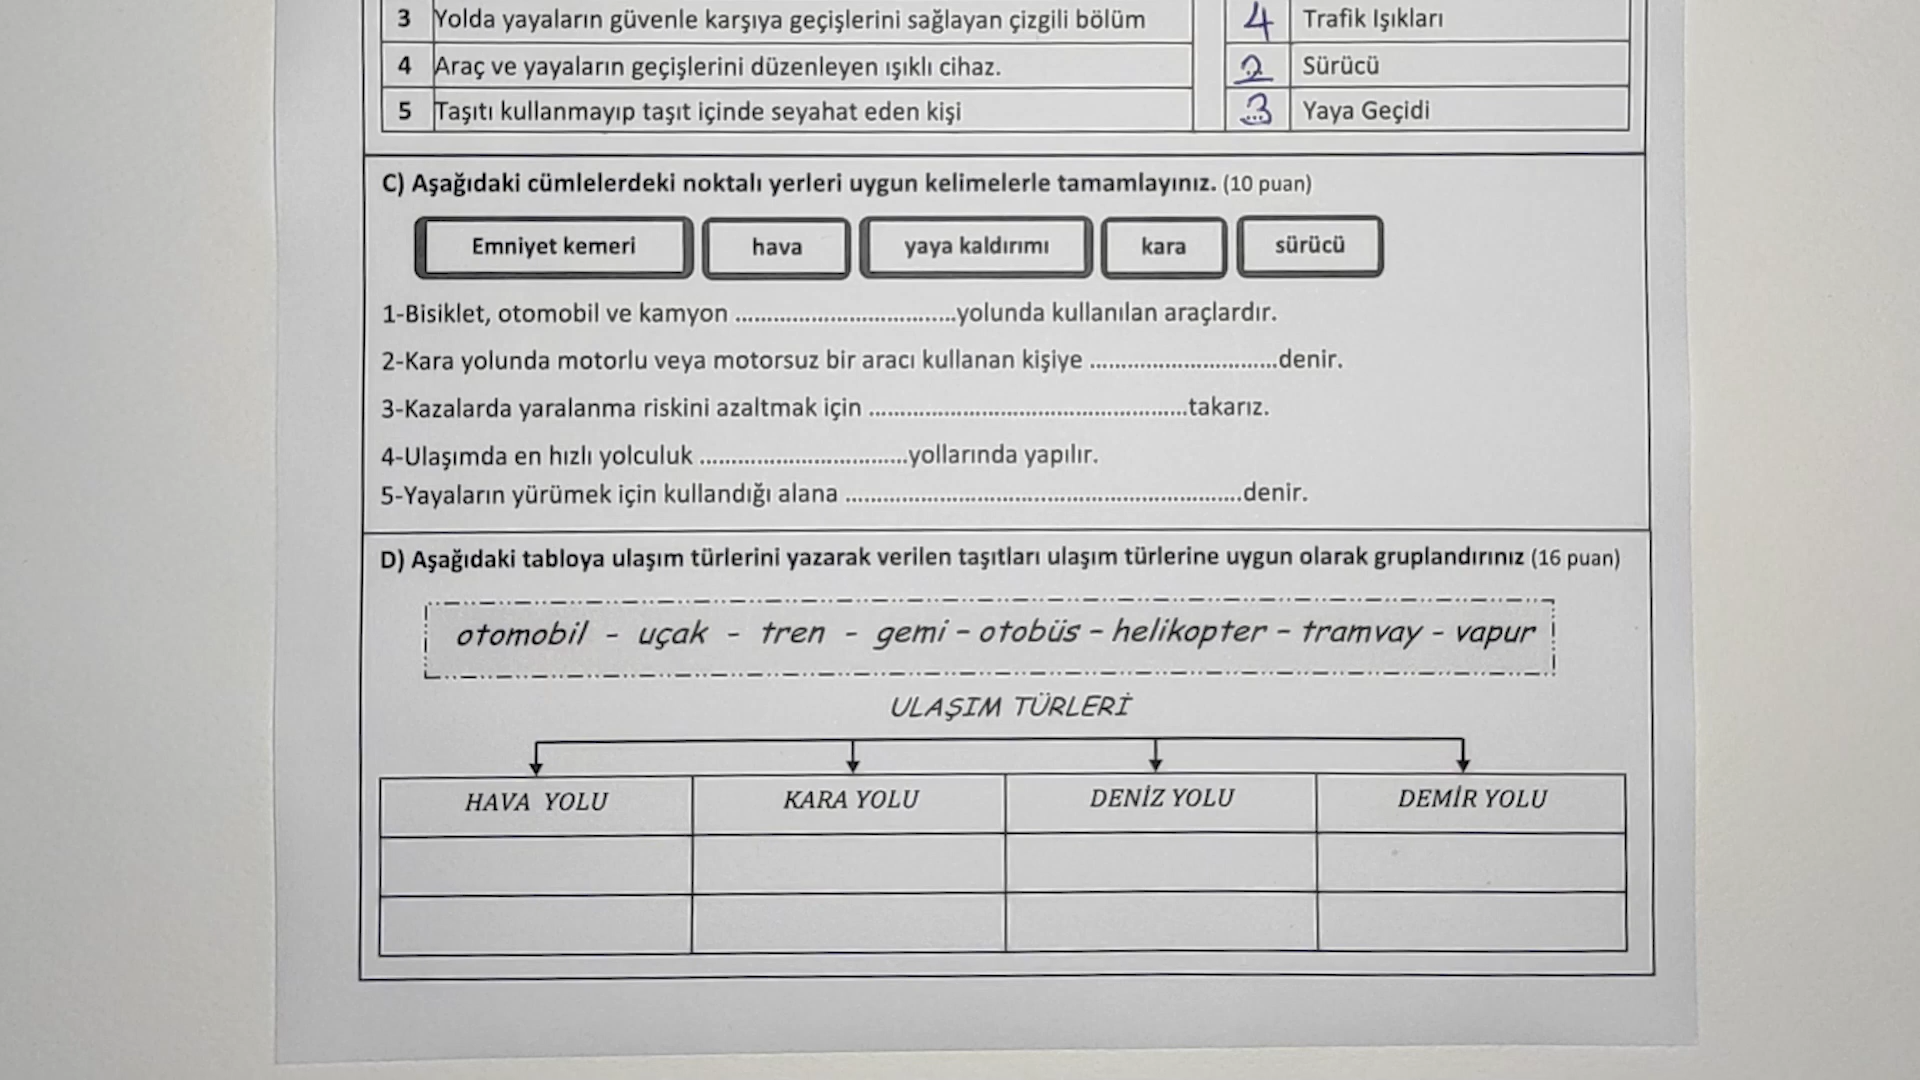 3 Yolda yayaların güvenle karşıya geçişlerini sağlayan çizgili bölüm 4 Trafik Işıkları
4 Araç ve yayaların geçişlerini düzenleyen ışıklı cihaz. 2 Sürücü
5 Taşıtı kullanmayıp taşıt içinde seyahat eden kişi 3 Yaya Geçidi
C) Aşağıdaki cümlelerdeki noktalı yerleri uygun kelimelerle tamamlayınız. (10 puan)
Emniyet kemeri hava yaya kaldırımı kara sürücü
1-Bisiklet, otomobil ve kamyon ...................................yolunda kullanılan araçlardır.
2-Kara yolunda motorlu veya motorsuz bir aracı kullanan kişiye ..............................denir.
3-Kazalarda yaralanma riskini azaltmak için ...................................................takarız.
4-Ulaşımda en hızlı yolculuk .................................yollarında yapılır.
5-Yayaların yürümek için kullandığı alana ...............................................................denir.
D) Aşağıdaki tabloya ulaşım türlerini yazarak verilen taşıtları ulaşım türlerine uygun olarak gruplandırınız (16 puan)
otomobil - uçak - tren - gemi - otobüs - helikopter - tramvay - vapur
ULAŞIM TÜRLERİ
HAVA YOLU KARA YOLU DENİZ YOLU DEMİR YOLU